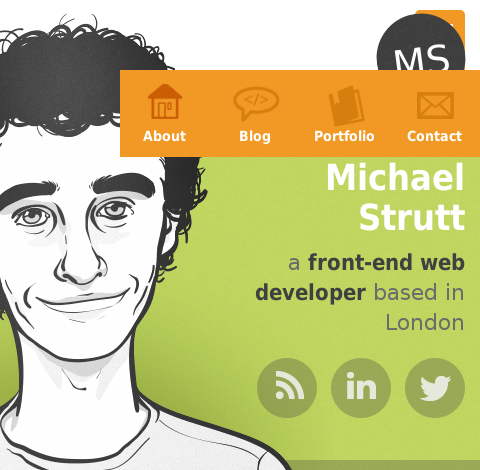 MS
</>
About Blog Portfolio Contact
Michael
Strutt
a front-end web
developer based in
London
in